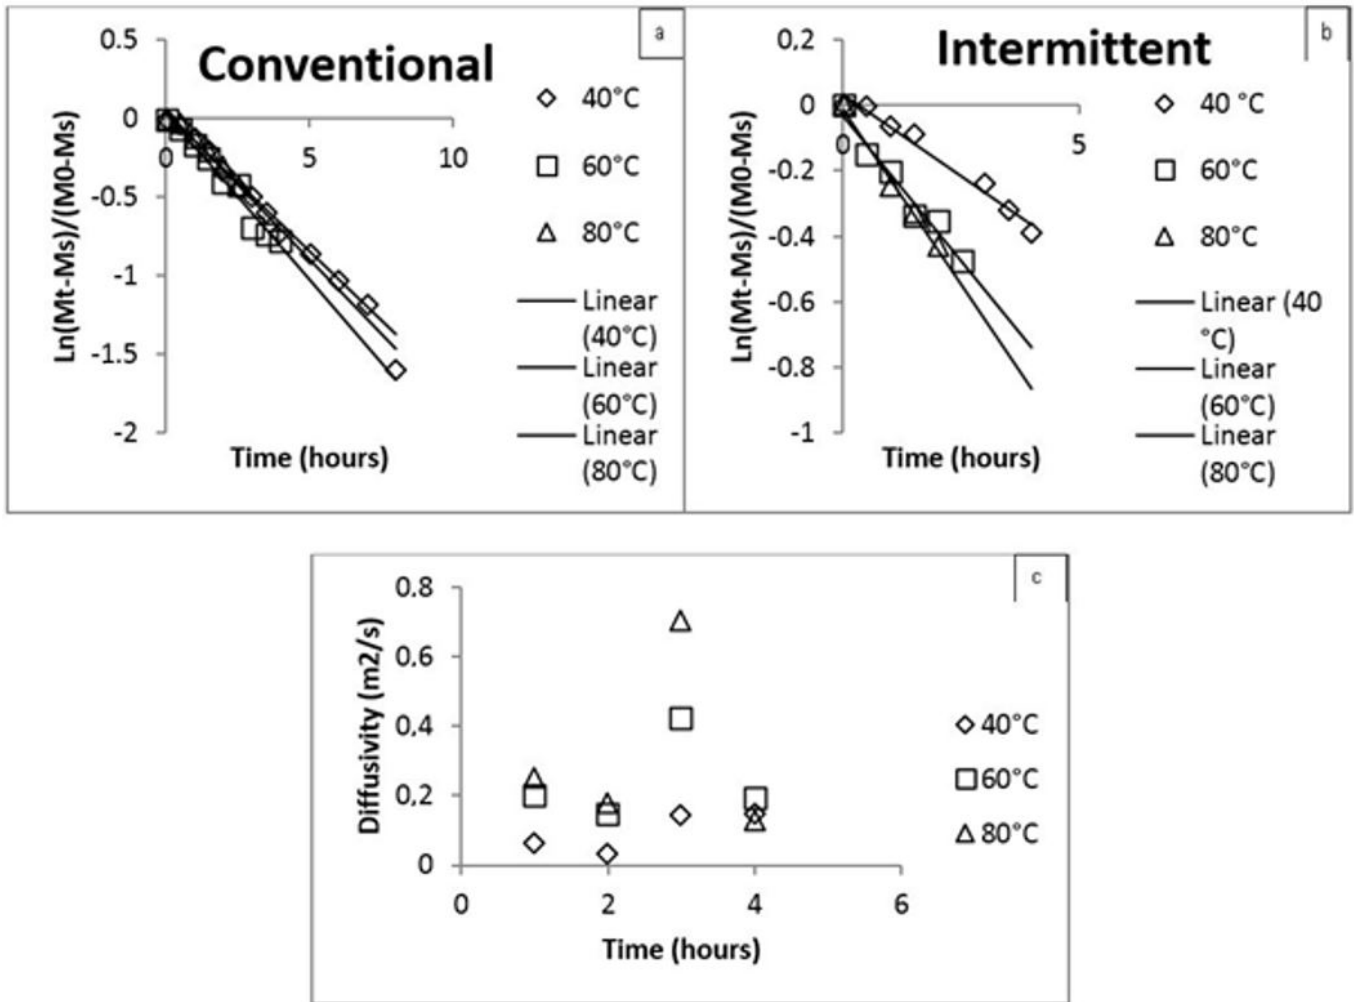 Conventional
a
0.5
0
-0.5
-1
-1.5
-2
0
5
10
Ln(Mt-Ms)/(M0-Ms)
Time (hours)
40°C
60°C
80°C
Linear
(40°C)
Linear
(60°C)
Linear
(80°C)
Intermittent
b
0.2
0
-0.2
-0.4
-0.6
-0.8
-1
0
5
Ln(Mt-Ms)/(M0-Ms)
Time (hours)
40 °C
60°C
80°C
Linear (40
°C)
Linear
(60°C)
Linear
(80°C)
c
0.8
0.6
0.4
0.2
0
0
2
4
6
Diffusivity (m2/s)
Time (hours)
40°C
60°C
80°C